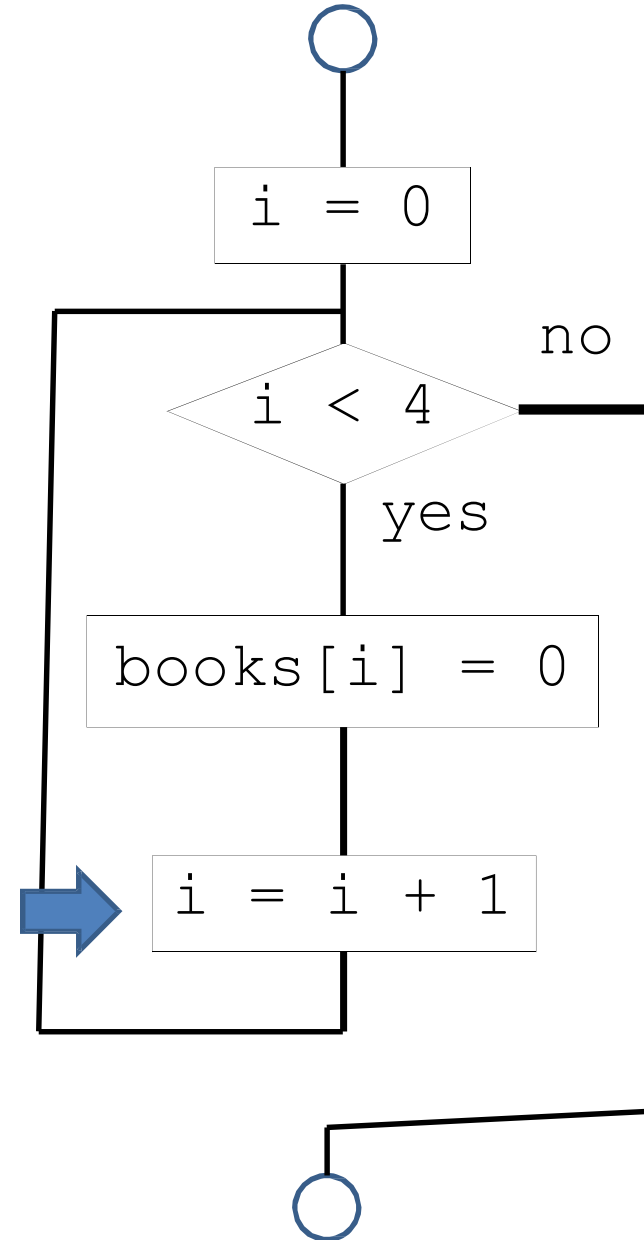 i = 0
no
i < 4
yes
books[i] = 0
i = i + 1